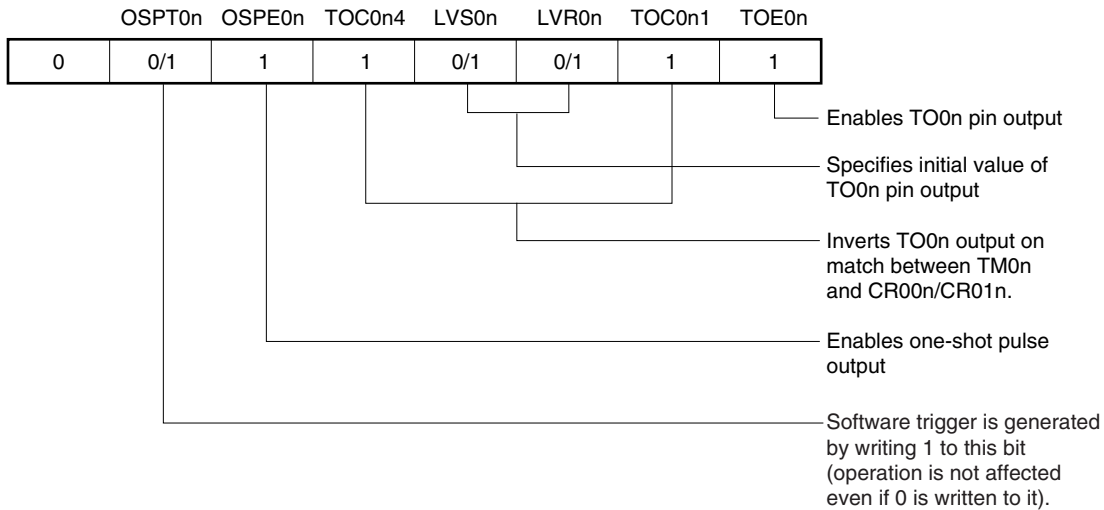 OSPT0n OSPE0n TOC0n4 LVS0n LVR0n TOC0n1 TOE0n
0 0/1 1 1 0/1 0/1 1 1
Enables TO0n pin output
Specifies initial value of
TO0n pin output
Inverts TO0n output on
match between TM0n
and CR00n/CR01n.
Enables one-shot pulse
output
Software trigger is generated
by writing 1 to this bit
(operation is not affected
even if 0 is written to it).